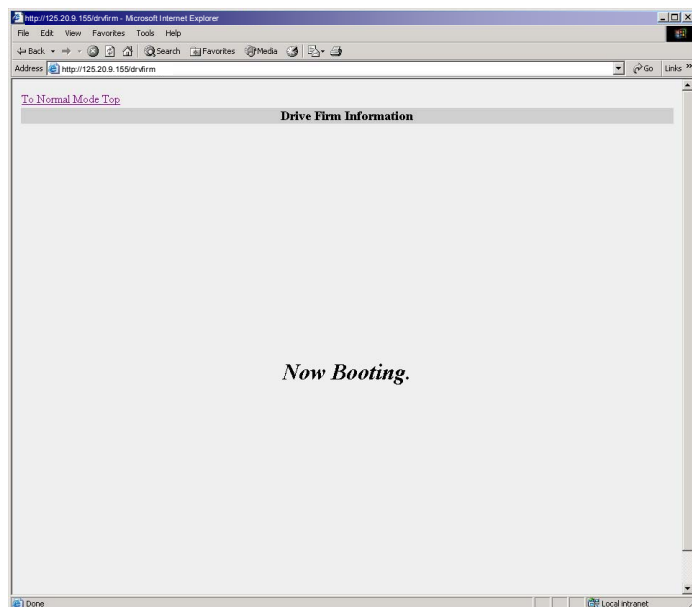 http://125.20.9.155/drvfirm - Microsoft Internet Explorer
File Edit View Favorites Tools Help
Back Search Favorites Media
Address http://125.20.9.155/drvfirm Go Links »
To Normal Mode Top
Drive Firm Information
Now Booting.
Done Local intranet